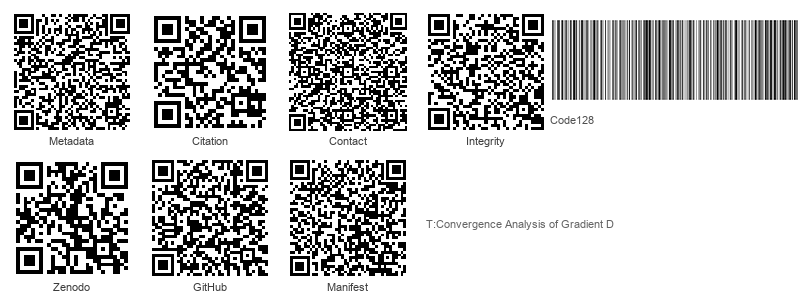 Metadata
Citation
Contact
Integrity
Code128
Zenodo
GitHub
Manifest
T:Convergence Analysis of Gradient D